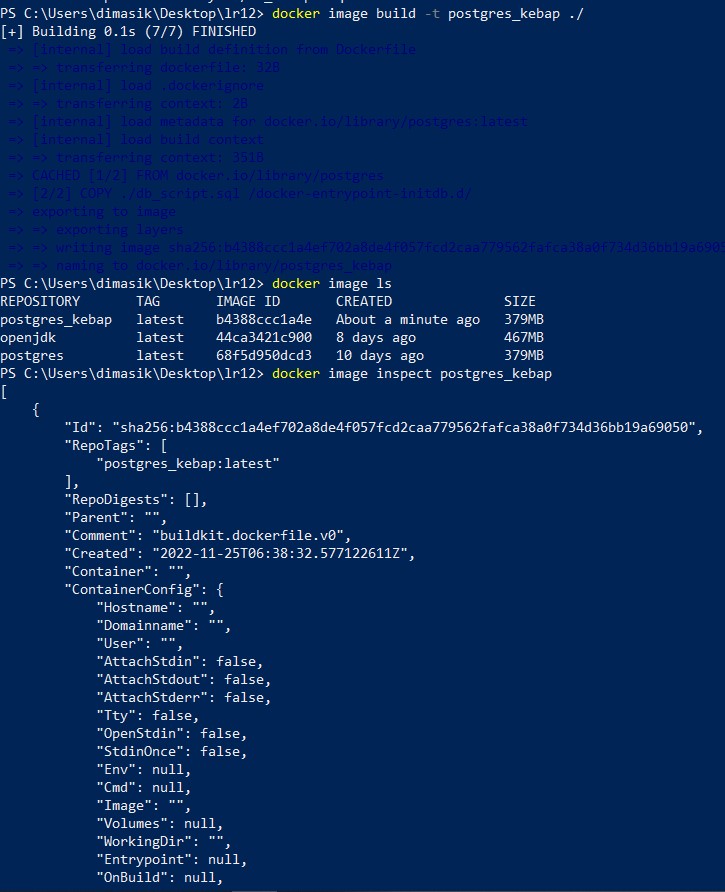 PS C:\Users\dimasik\Desktop\lr12> docker image build -t postgres_kebap ./
[+] Building 0.1s (7/7) FINISHED
=> [internal] load build definition from Dockerfile
=> => transferring dockerfile: 32B
=> [internal] load .dockerignore
=> => transferring context: 2B
=> [internal] load metadata for docker.io/library/postgres:latest
=> [internal] load build context
=> => transferring context: 351B
=> CACHED [1/2] FROM docker.io/library/postgres
=> [2/2] COPY ./db_script.sql /docker-entrypoint-initdb.d/
=> exporting to image
=> => exporting layers
=> => writing image sha256:b4388ccc1a4ef702a8de4f057fcd2caa779562fafca38a0f734d36bb19a6905
=> => naming to docker.io/library/postgres_kebap
PS C:\Users\dimasik\Desktop\lr12> docker image ls
REPOSITORY TAG IMAGE ID CREATED SIZE
postgres_kebap latest b4388ccc1a4e About a minute ago 379MB
openjdk latest 44ca3421c900 8 days ago 467MB
postgres latest 68f5d950dcd3 10 days ago 379MB
PS C:\Users\dimasik\Desktop\lr12> docker image inspect postgres_kebap
[
{
"Id": "sha256:b4388ccc1a4ef702a8de4f057fcd2caa779562fafca38a0f734d36bb19a69050",
"RepoTags": [
"postgres_kebap:latest"
],
"RepoDigests": [],
"Parent": "",
"Comment": "buildkit.dockerfile.v0",
"Created": "2022-11-25T06:38:32.577122611Z",
"Container": "",
"ContainerConfig": {
"Hostname": "",
"Domainname": "",
"User": "",
"AttachStdin": false,
"AttachStdout": false,
"AttachStderr": false,
"Tty": false,
"OpenStdin": false,
"StdinOnce": false,
"Env": null,
"Cmd": null,
"Image": "",
"Volumes": null,
"WorkingDir": "",
"Entrypoint": null,
"OnBuild": null,